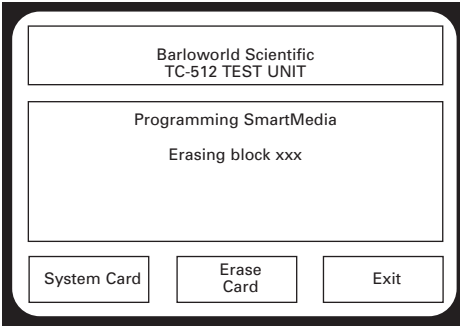 Barloworld Scientific
TC-512 TEST UNIT
Programming SmartMedia
Erasing block xxx
System Card
Erase
Card
Exit